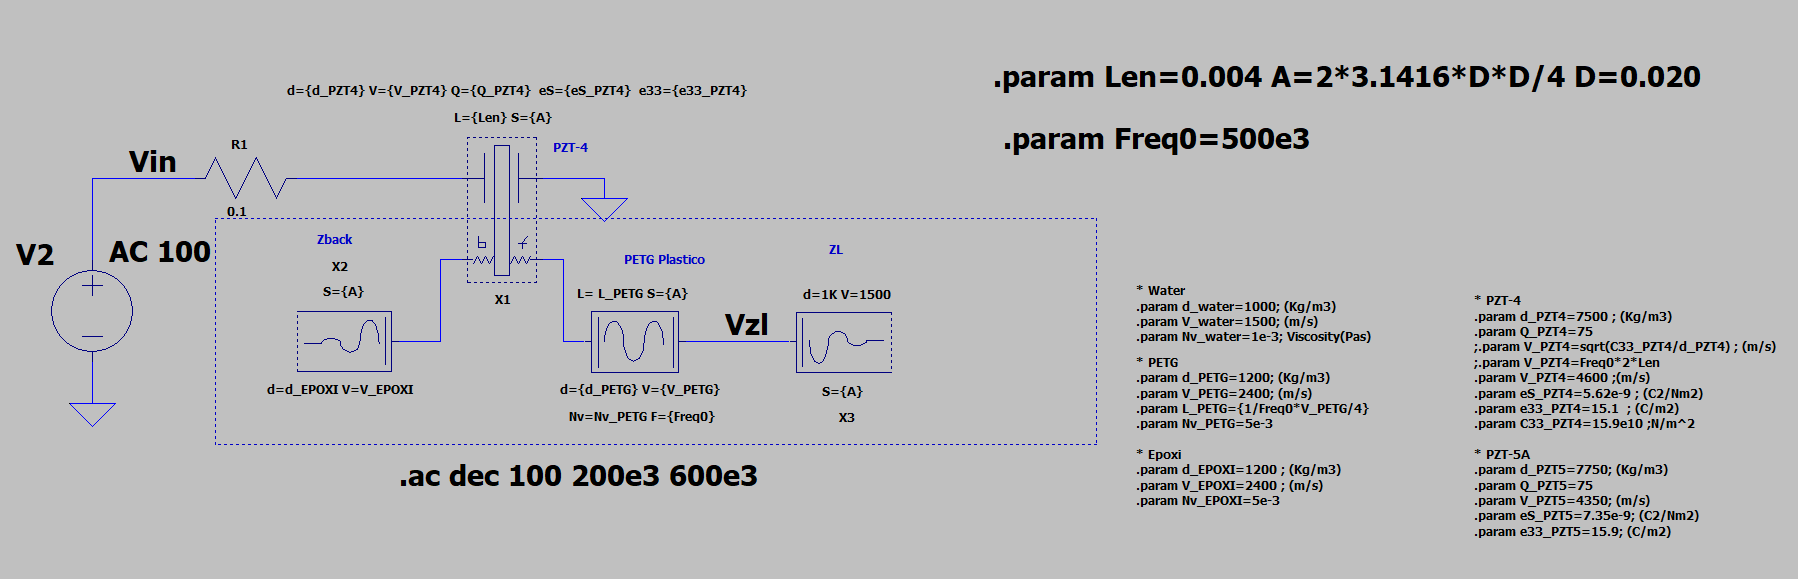 .param Len=0.004 A=2*3.1416*D*D/4 D=0.020
.param Freq0=500e3
d={d_PZT4} V={V_PZT4} Q={Q_PZT4} eS={eS_PZT4} e33={e33_PZT4}
L={Len} S={A}
R1
PZT-4
Vin
0.1
V2
AC 100
b
f
Zback
X2
S={A}
d=d_EPOXI V=V_EPOXI
X1
PETG Plastico
L= L_PETG S={A}
d={d_PETG} V={V_PETG}
Nv=Nv_PETG F={Freq0}
Vzl
ZL
d=1K V=1500
S={A}
X3
.ac dec 100 200e3 600e3
* Water
.param d_water=1000; (Kg/m3)
.param V_water=1500; (m/s)
.param Nv_water=1e-3; Viscosity(Pas)
* PETG
.param d_PETG=1200; (Kg/m3)
.param V_PETG=2400; (m/s)
.param L_PETG={1/Freq0*V_PETG/4}
.param Nv_PETG=5e-3
* Epoxi
.param d_EPOXI=1200 ; (Kg/m3)
.param V_EPOXI=2400 ; (m/s)
.param Nv_EPOXI=5e-3
* PZT-4
.param d_PZT4=7500 ; (Kg/m3)
.param Q_PZT4=75
;.param V_PZT4=sqrt(C33_PZT4/d_PZT4) ; (m/s)
;.param V_PZT4=Freq0*2*Len
.param V_PZT4=4600 ;(m/s)
.param eS_PZT4=5.62e-9 ; (C2/Nm2)
.param e33_PZT4=15.1  ; (C/m2)
.param C33_PZT4=15.9e10 ;N/m^2
* PZT-5A
.param d_PZT5=7750; (Kg/m3)
.param Q_PZT5=75
.param V_PZT5=4350; (m/s)
.param eS_PZT5=7.35e-9; (C2/Nm2)
.param e33_PZT5=15.9; (C/m2)